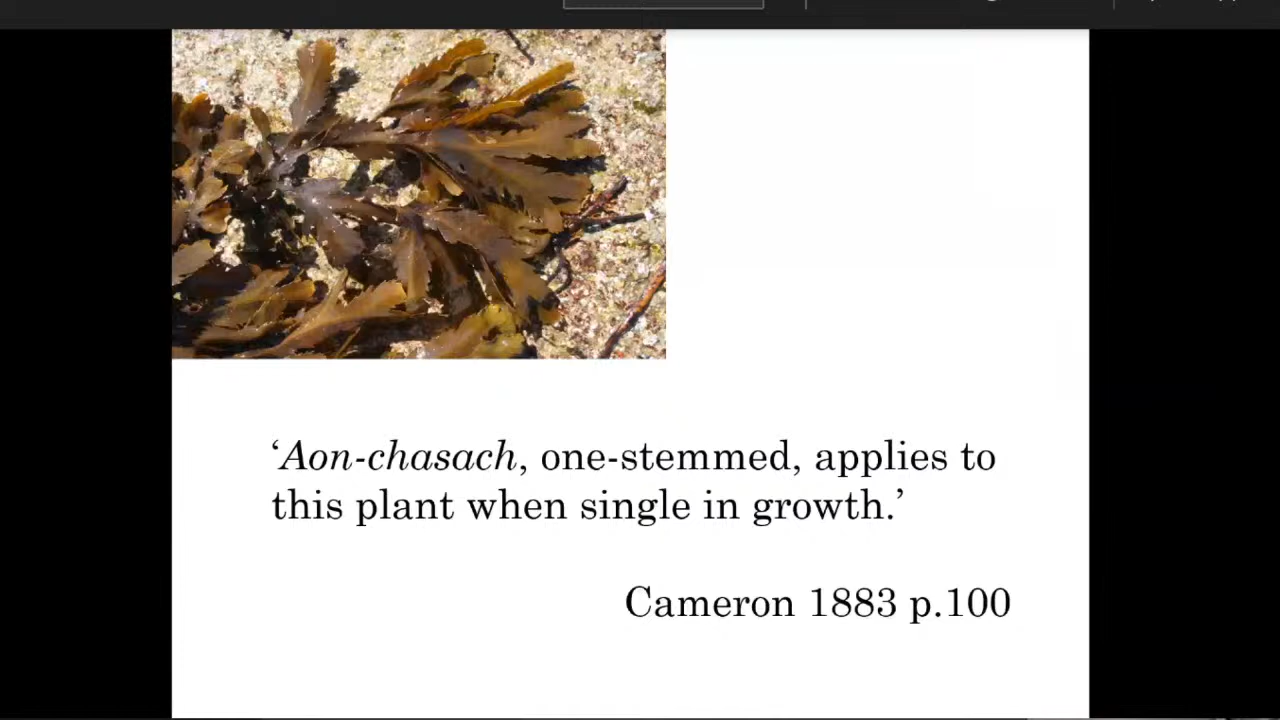 ‘Aon-chasach, one-stemmed, applies to
this plant when single in growth.’
Cameron 1883 p.100